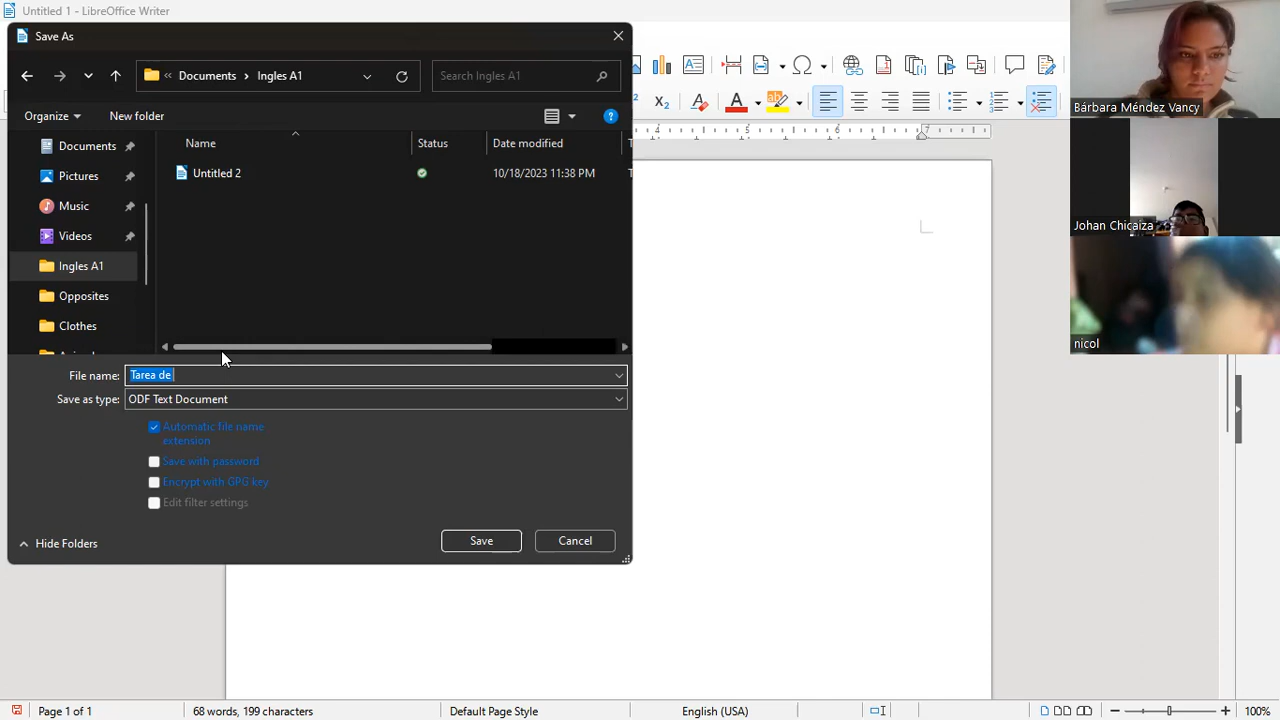 Untitled 1 - LibreOffice Writer
Save As
Documents
Ingles A1
Search Ingles A1
Organize
New folder
Name
Status
Date modified
Documents
Untitled 2
10/18/2023 11:38 PM
Pictures
Music
Videos
Ingles A1
Opposites
Clothes
File name:
Tarea de
Save as type:
ODF Text Document
Automatic file name
extension
Save with password
Encrypt with GPG key
Edit filter settings
Hide Folders
Save
Cancel
4 5 6 7
Bárbara Méndez Vancy
Johan Chicaiza
nicol
Page 1 of 1
68 words, 199 characters
Default Page Style
English (USA)
100%